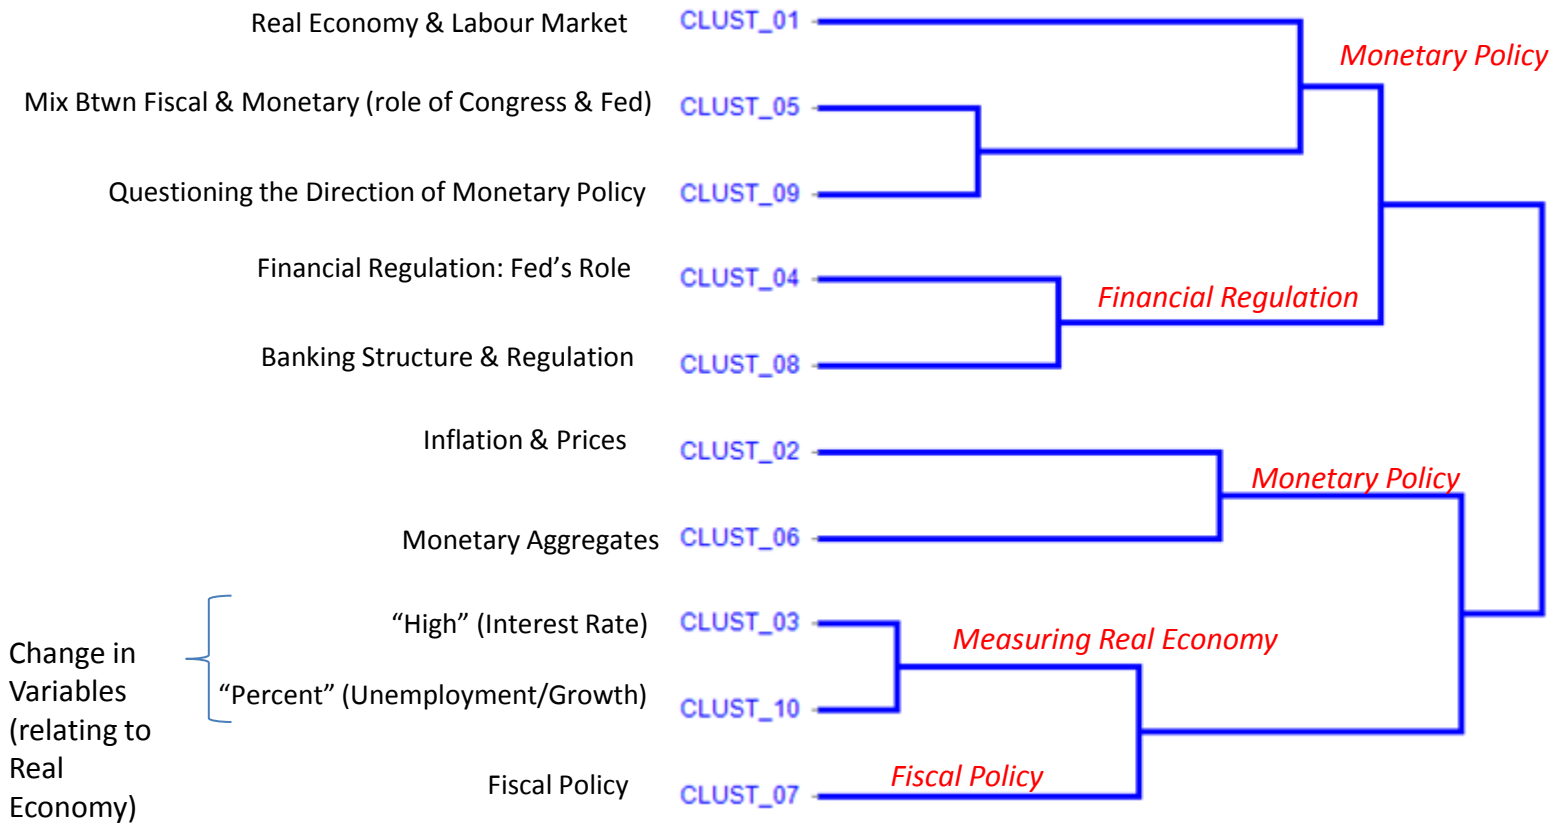 Real Economy & Labour Market CLUST_01
Monetary Policy
Mix Btwn Fiscal & Monetary (role of Congress & Fed) CLUST_05
Questioning the Direction of Monetary Policy CLUST_09
Financial Regulation: Fed’s Role CLUST_04
Financial Regulation
Banking Structure & Regulation CLUST_08
Inflation & Prices CLUST_02
Monetary Policy
Monetary Aggregates CLUST_06
“High” (Interest Rate) CLUST_03
Measuring Real Economy
“Percent” (Unemployment/Growth) CLUST_10
Change in
Variables
(relating to
Real
Economy)
Fiscal Policy CLUST_07
Fiscal Policy